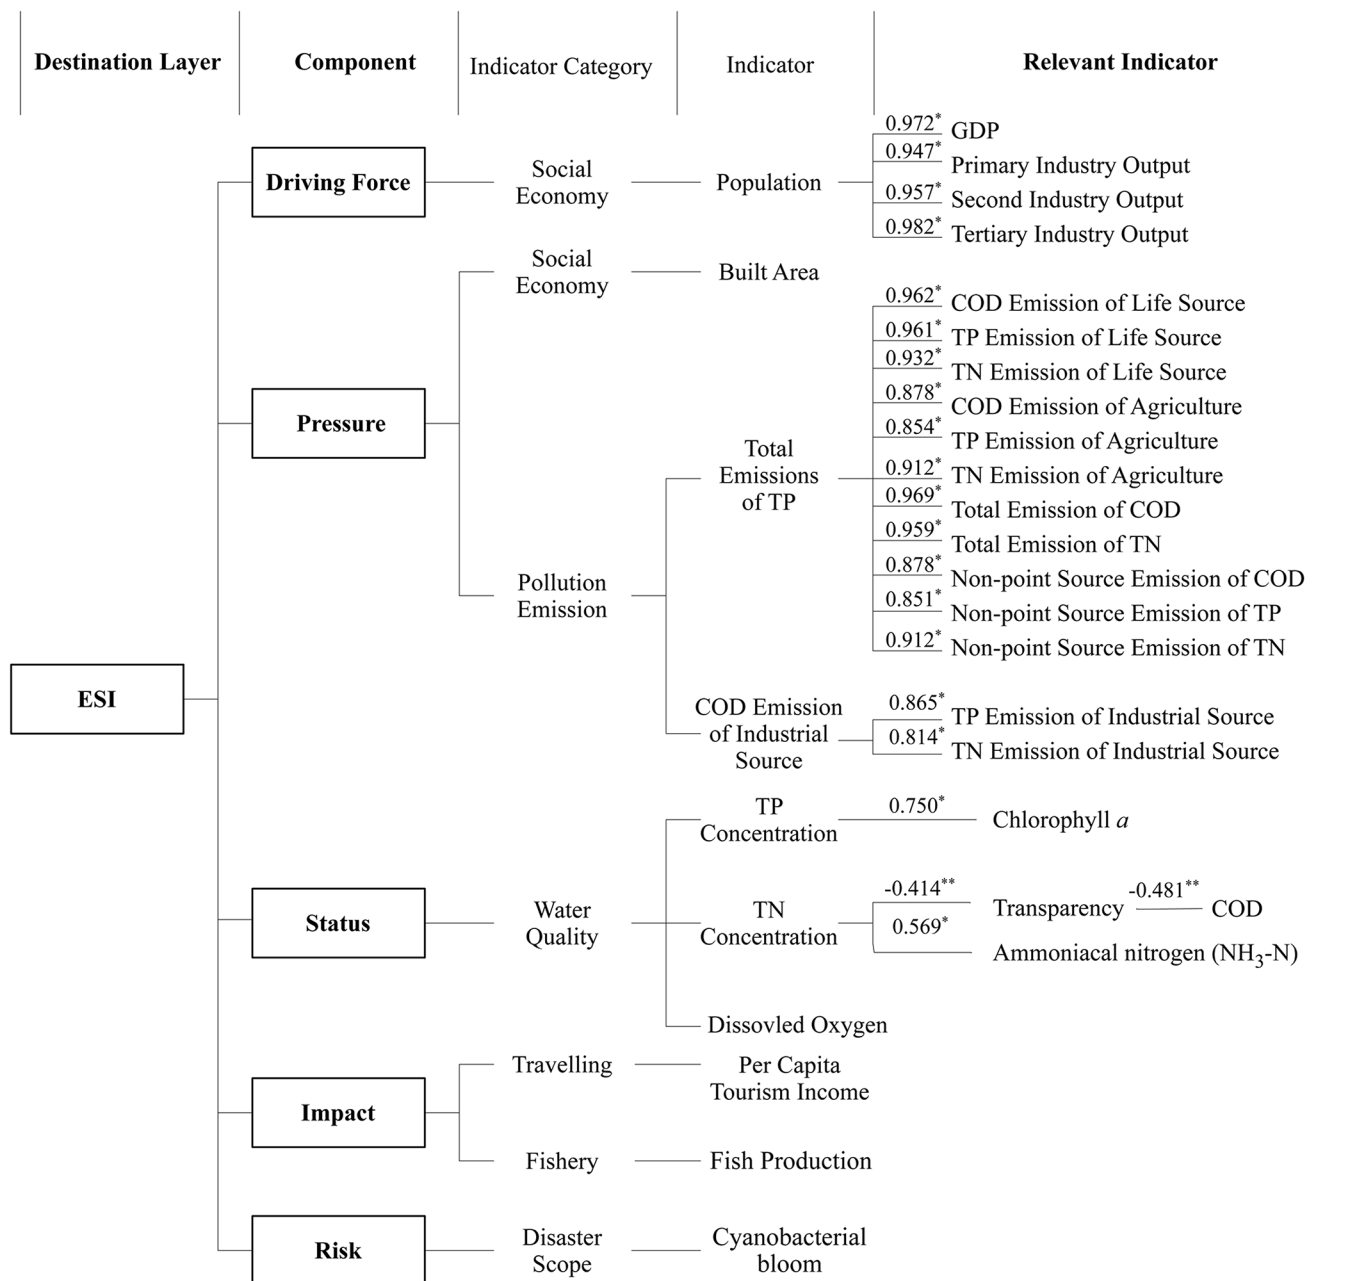 Destination Layer
Component
Indicator Category
Indicator
Relevant Indicator
Driving Force
Social
Economy
Population
0.972*
GDP
0.947*
Primary Industry Output
0.957*
Second Industry Output
0.982*
Tertiary Industry Output
Pressure
Social
Economy
Built Area
Pollution
Emission
Total
Emissions
of TP
0.962*
COD Emission of Life Source
0.961*
TP Emission of Life Source
0.932*
TN Emission of Life Source
0.878*
COD Emission of Agriculture
0.854*
TP Emission of Agriculture
0.912*
TN Emission of Agriculture
0.969*
Total Emission of COD
0.959*
Total Emission of TN
0.878*
Non-point Source Emission of COD
0.851*
Non-point Source Emission of TP
0.912*
Non-point Source Emission of TN
ESI
COD Emission
of Industrial
Source
0.865*
TP Emission of Industrial Source
0.814*
TN Emission of Industrial Source
Status
Water
Quality
TP
Concentration
0.750*
Chlorophyll a
TN
Concentration
-0.414**
Transparency
-0.481**
COD
0.569*
Ammoniacal nitrogen (NH3-N)
Dissovled Oxygen
Impact
Travelling
Per Capita
Tourism Income
Fishery
Fish Production
Risk
Disaster
Scope
Cyanobacterial
bloom